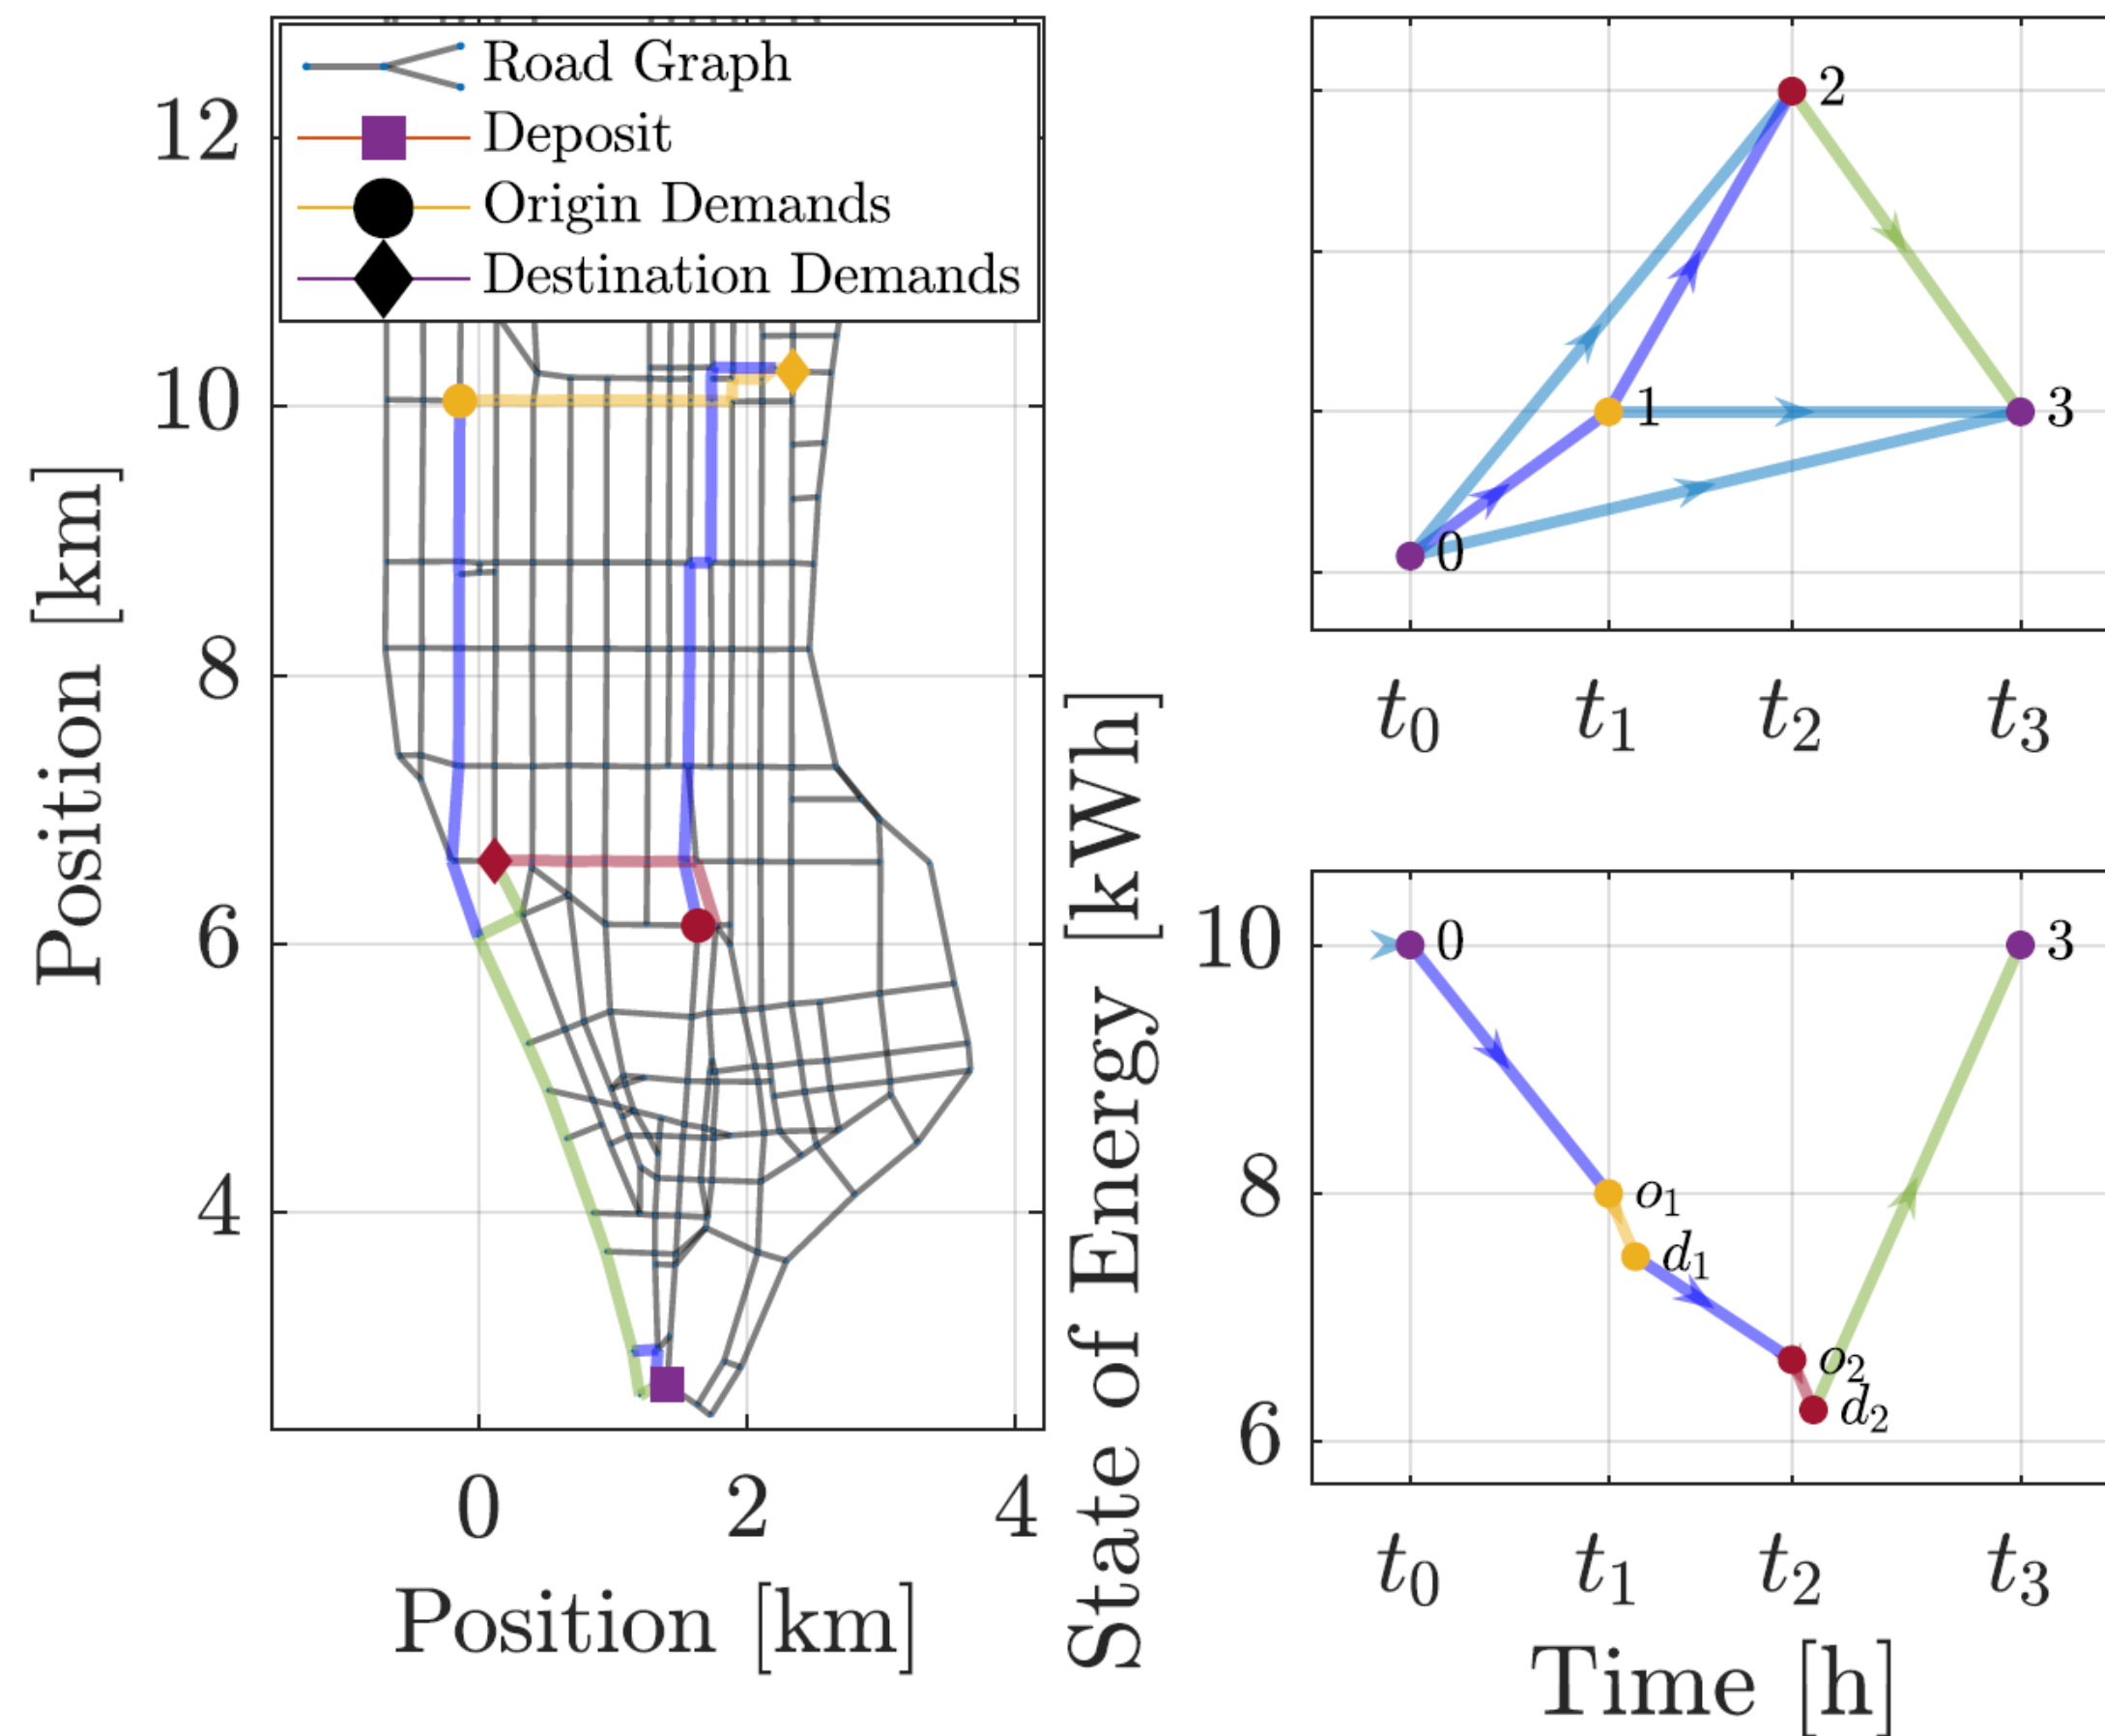 Road Graph
Deposit
Origin Demands
Destination Demands
12
10
8
6
4
0
2
4
Position [km]
Position [km]
2
1
3
0
t0
t1
t2
t3
State of Energy [kWh]
10
8
6
0
o1
d1
o2
d2
3
t0
t1
t2
t3
Time [h]